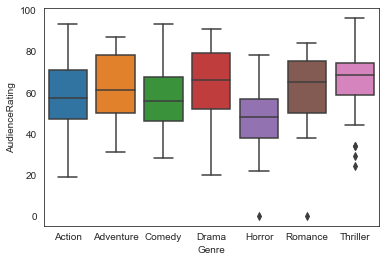 100
80
60
40
20
0
AudienceRating
Action Adventure Comedy Drama Horror Romance Thriller
Genre